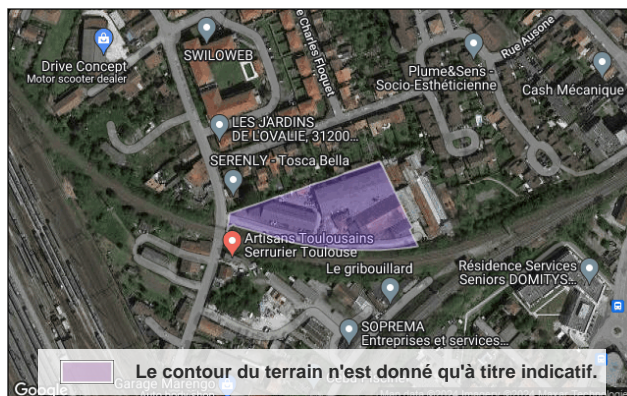 SWILOWEB
Drive Concept
Motor scooter dealer
Charles Floquet
Rue Ausone
Plume&Sens -
Socio-Esthéticienne
Cash Mécanique
LES JARDINS
DE L'OVALIE, 31200...
SERENLY - Tosca Bella
Artisans Toulousains
Serrurier Toulouse
Le gribouillard
Résidence Services
Seniors DOMITYS...
SOPREMA
Entreprises et services...
Le contour du terrain n'est donné qu'à titre indicatif.
Garage Marengo
Google